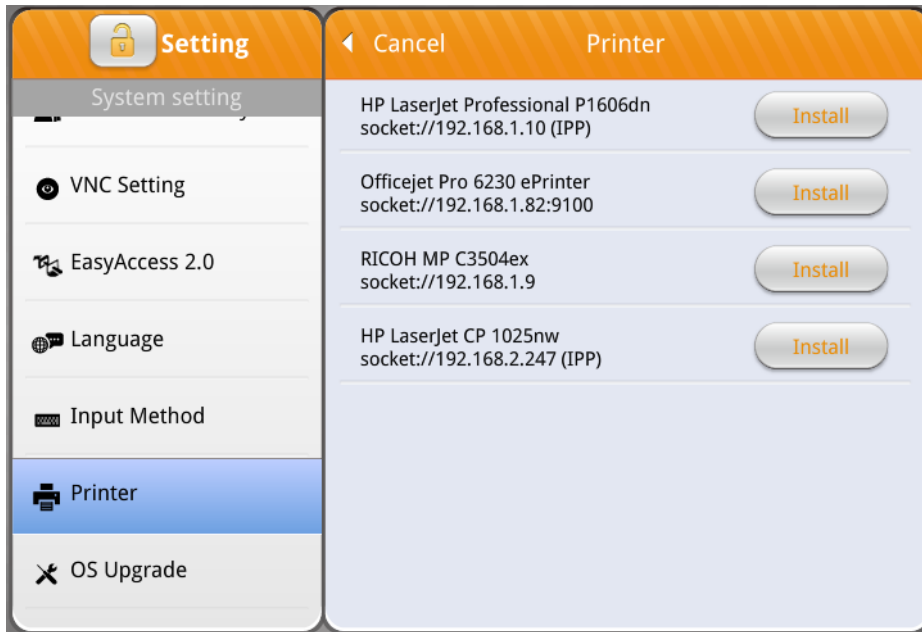 Setting
System setting
VNC Setting
EasyAccess 2.0
Language
Input Method
Printer
OS Upgrade
Cancel
Printer
HP LaserJet Professional P1606dn
socket://192.168.1.10 (IPP)
Install
Officejet Pro 6230 ePrinter
socket://192.168.1.82:9100
Install
RICOH MP C3504ex
socket://192.168.1.9
Install
HP LaserJet CP 1025nw
socket://192.168.2.247 (IPP)
Install